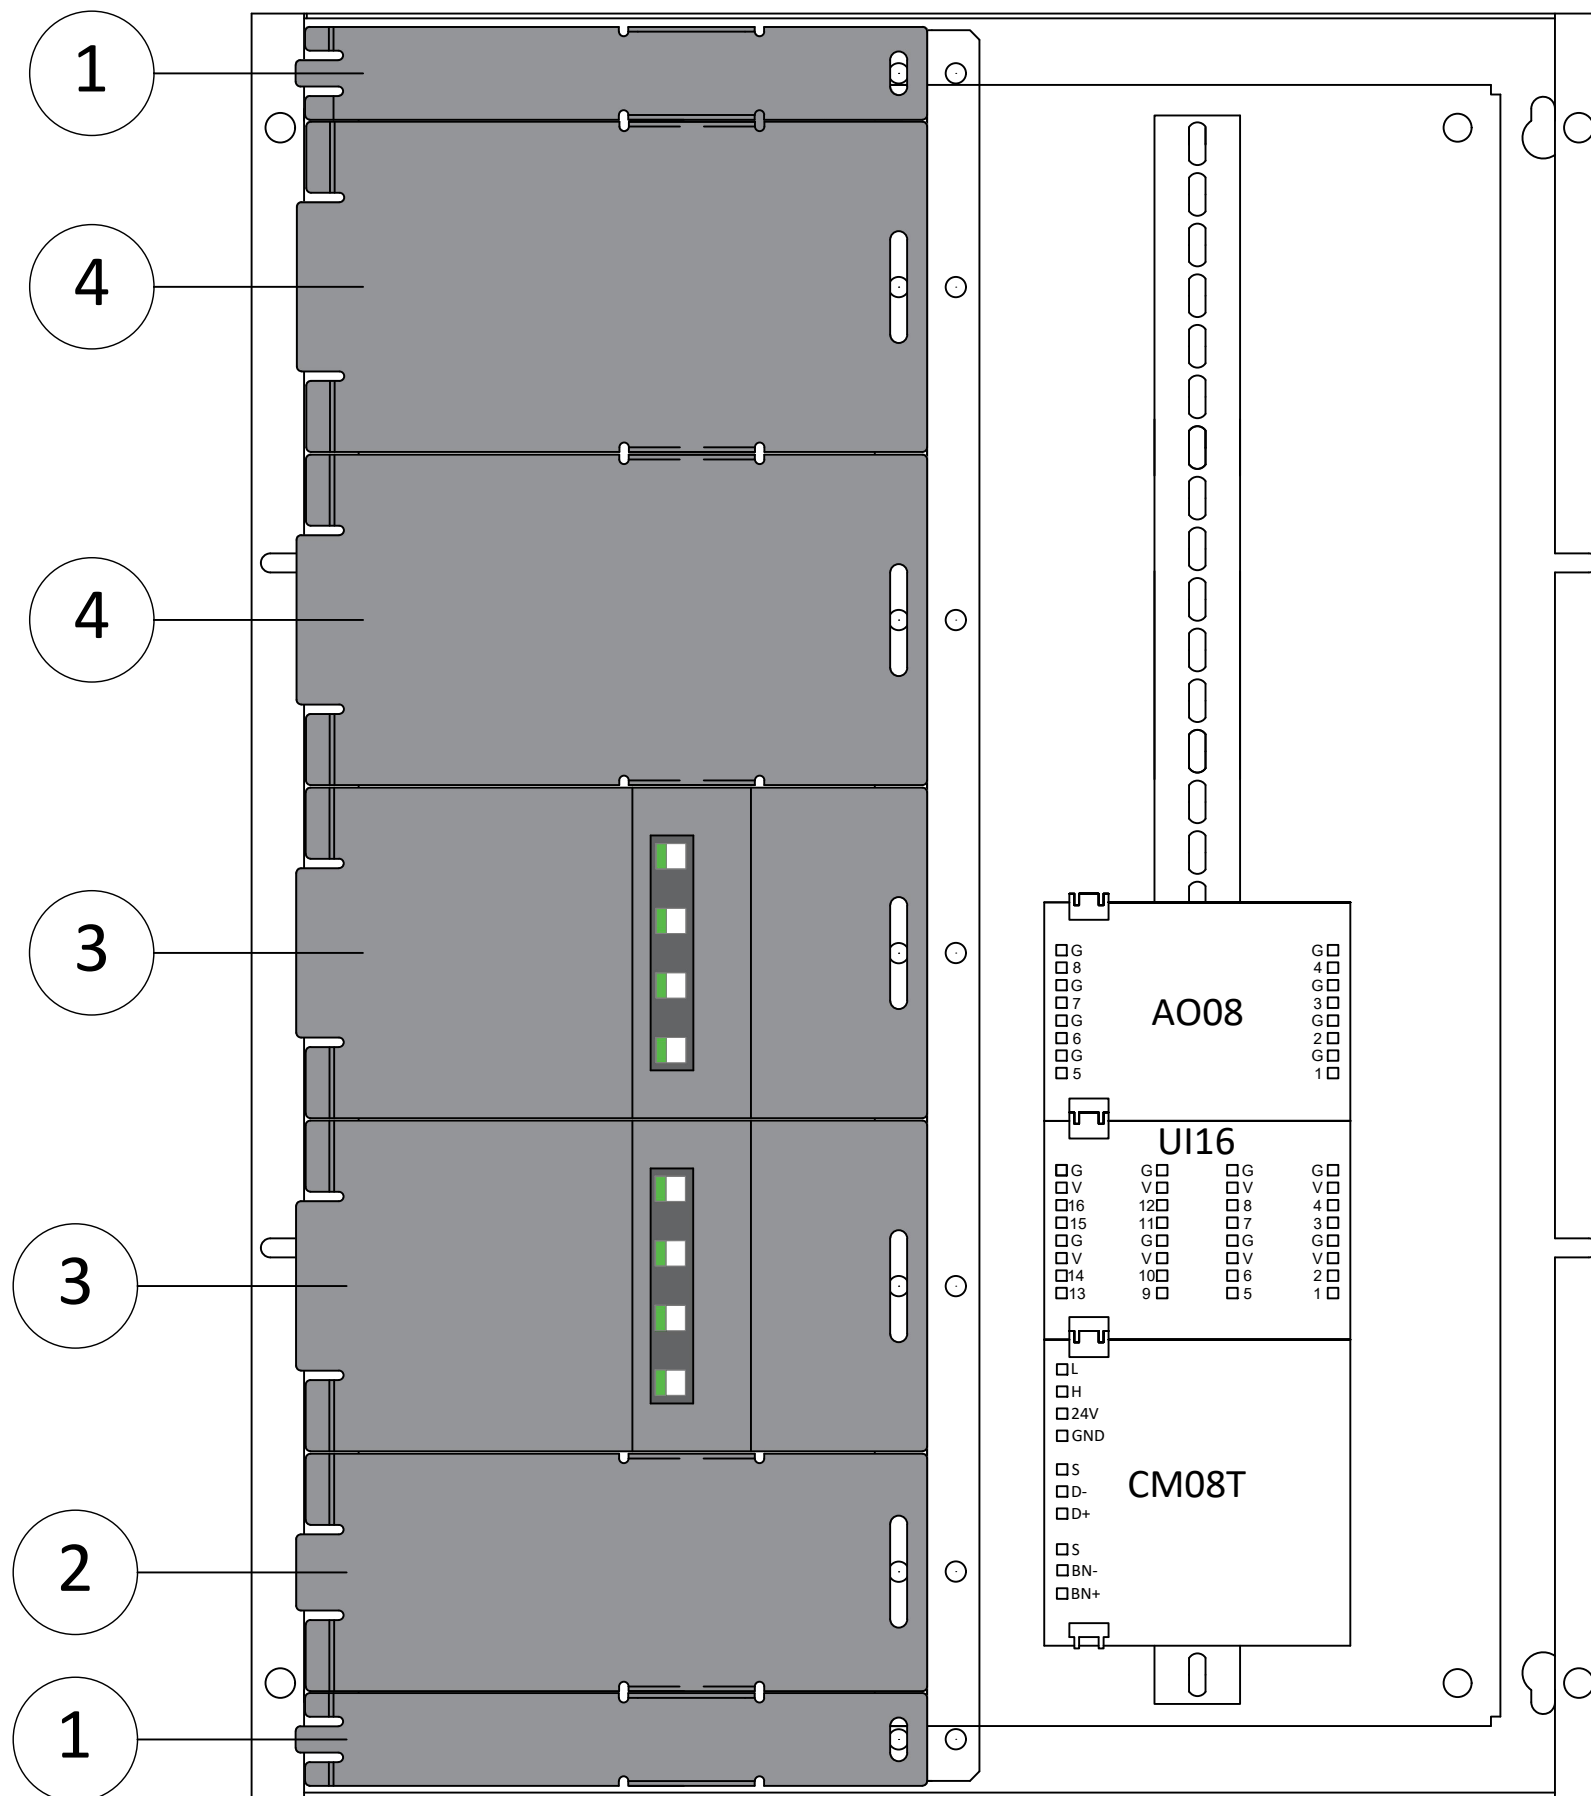 1
4
4
3
3
2
1
AO08
G G
8 4
G G
7 3
G G
6 2
G G
5 1
UI16
G G G G
V V V V
16 12 8 4
15 11 7 3
G G G G
V V V V
14 10 6 2
13 9 5 1
CM08T
L
H
24V
GND
S
D-
D+
S
BN-
BN+